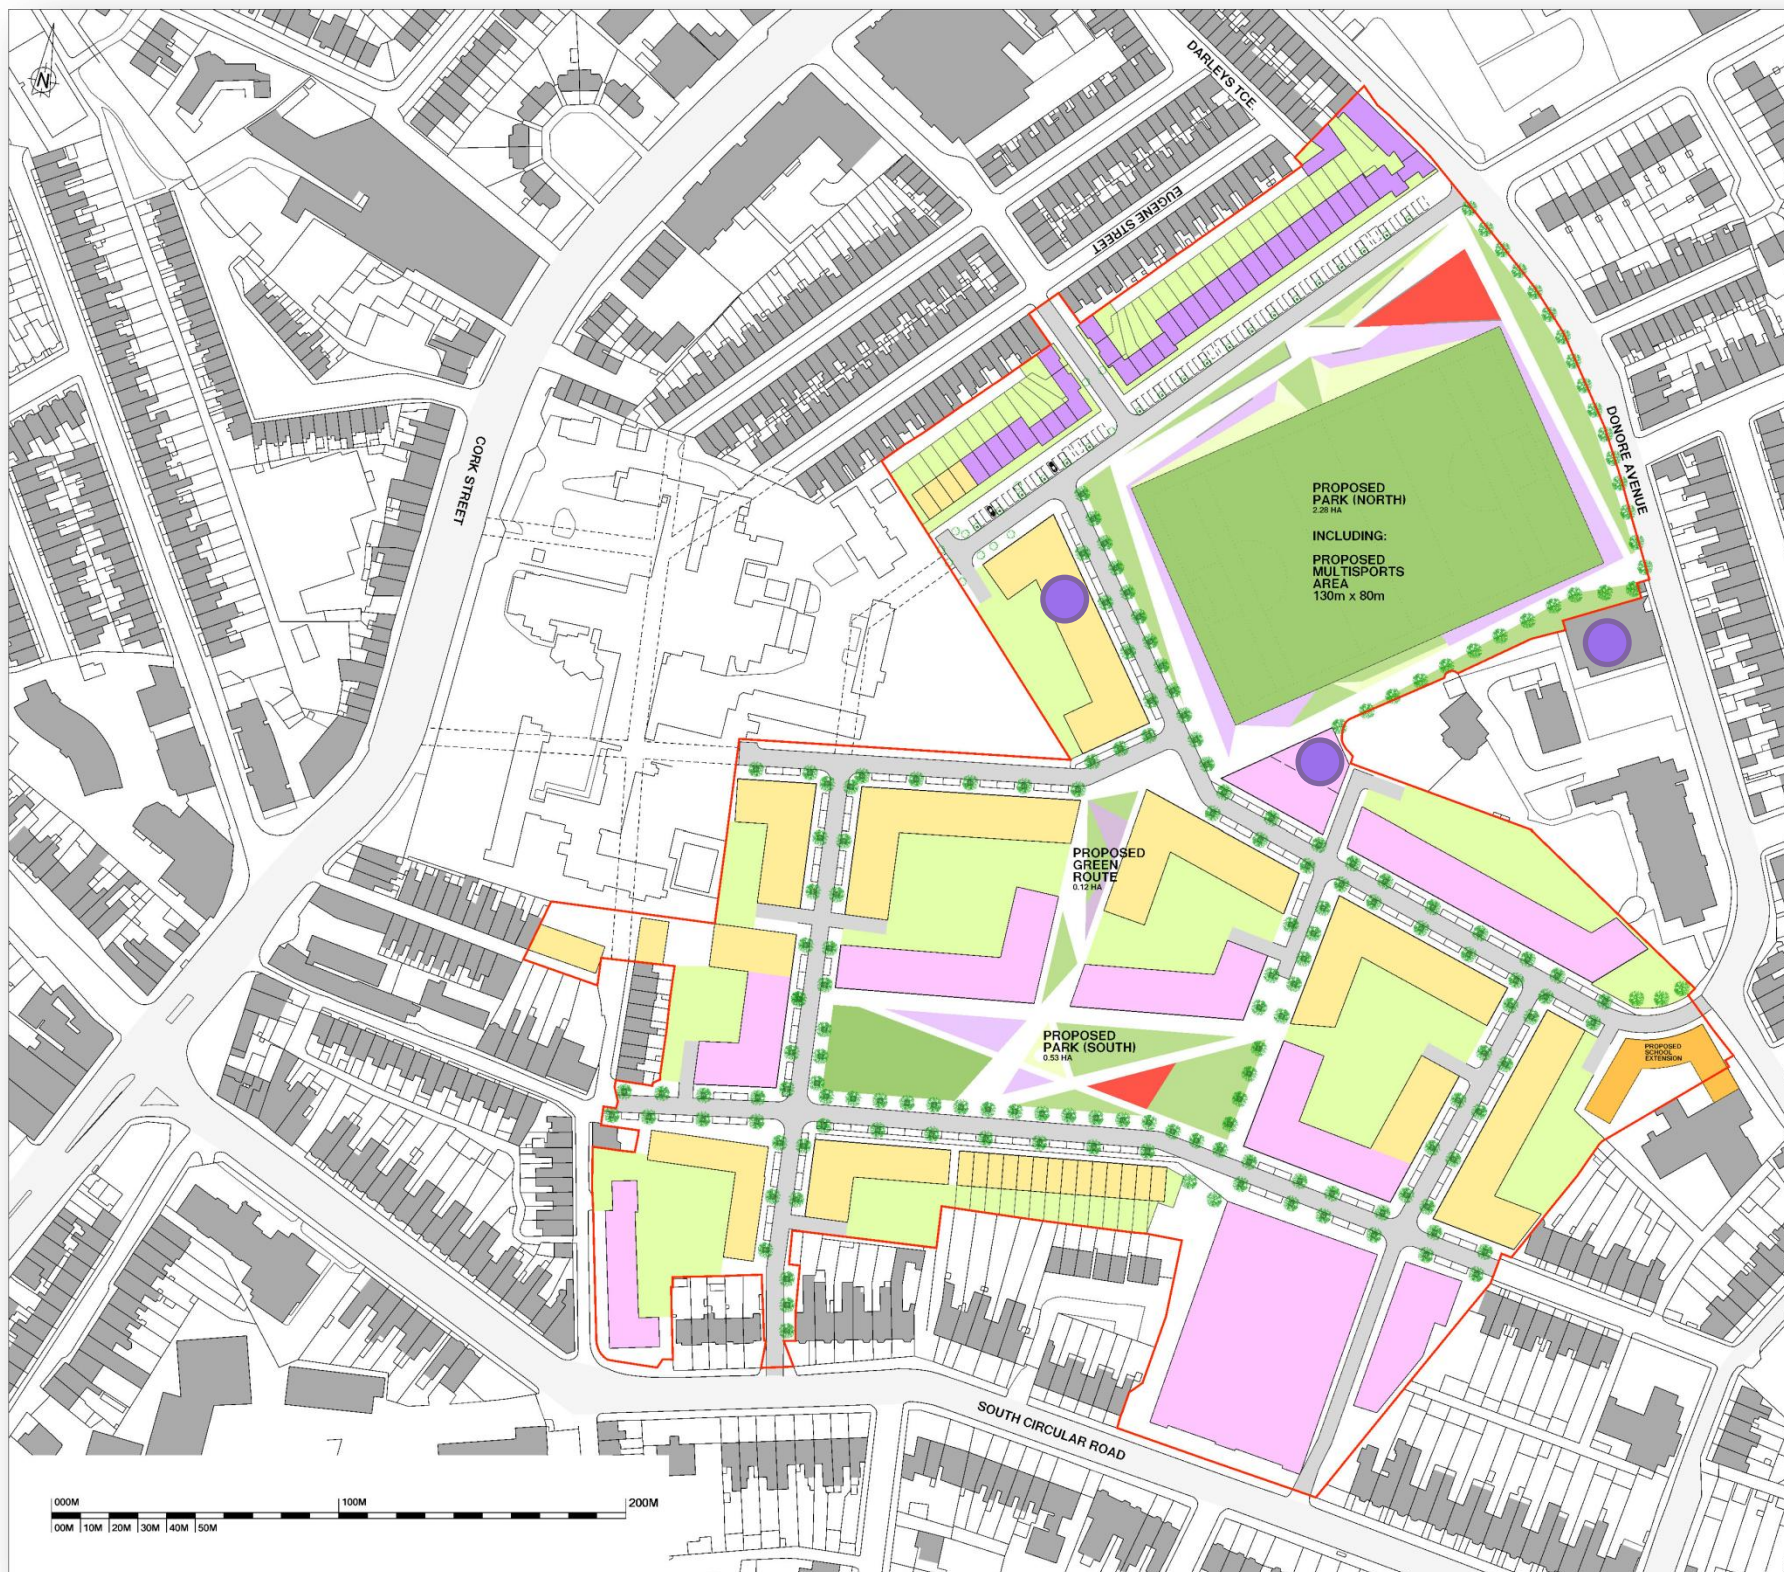 N
DARLEYS TCE.
EUGENE STREET
CORK STREET
DONORE AVENUE
PROPOSED
PARK (NORTH)
2.28 HA
INCLUDING:
PROPOSED
MULTISPORTS
AREA
130m x 80m
PROPOSED
GREEN
ROUTE
0.12 HA
PROPOSED
PARK (SOUTH)
0.53 HA
PROPOSED
SCHOOL
EXTENSION
SOUTH CIRCULAR ROAD
000M 100M 200M
00M 10M 20M 30M 40M 50M